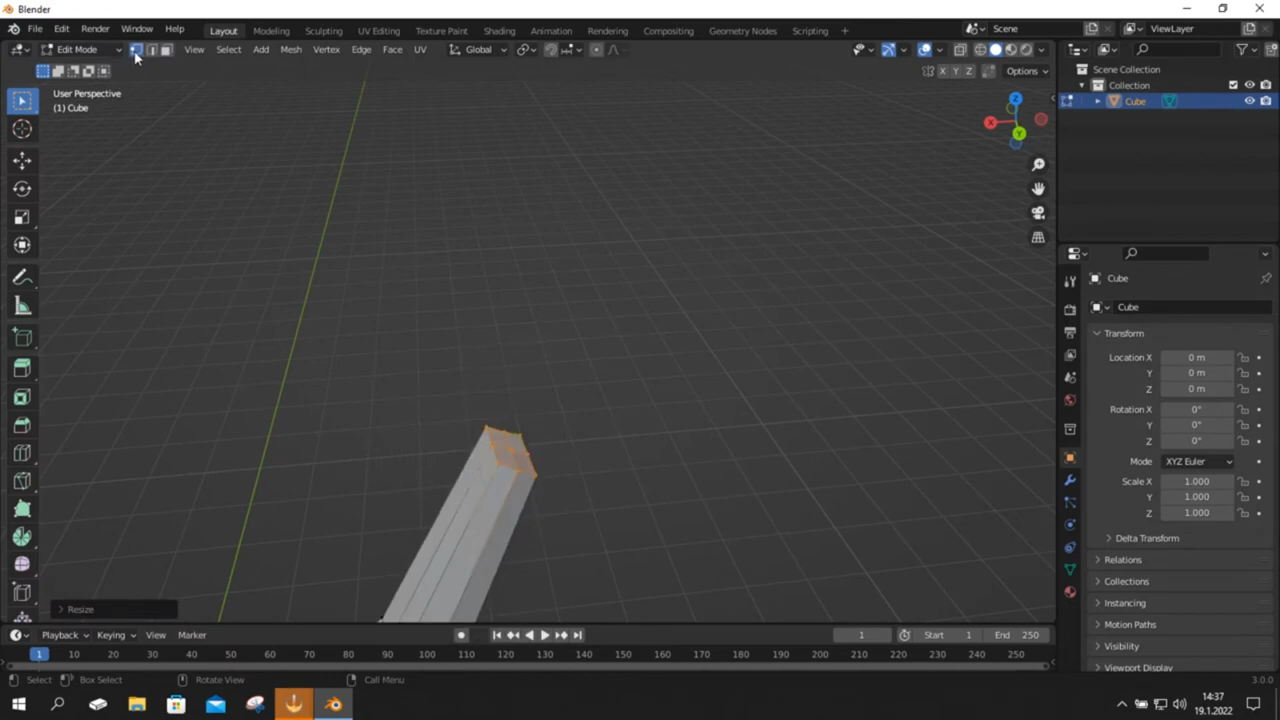 Blender
File Edit Render Window Help Layout Modeling Sculpting UV Editing Texture Paint Shading Animation Rendering Compositing Geometry Nodes Scripting + Scene ViewLayer
Edit Mode View Select Add Mesh Vertex Edge Face UV Global
X Y Z Options
User Perspective
(1) Cube
Z
X
Y
Resize
Scene Collection
Collection
Cube
Cube
Cube
Transform
Location X 0 m
Y 0 m
Z 0 m
Rotation X 0°
Y 0°
Z 0°
Mode XYZ Euler
Scale X 1.000
Y 1.000
Z 1.000
Delta Transform
Relations
Collections
Instancing
Motion Paths
Visibility
Viewport Display
Playback Keying View Marker 1 Start 1 End 250
1 10 20 30 40 50 60 70 80 90 100 110 120 130 140 150 160 170 180 190 200 210 220 230 240 250
Select Box Select Rotate View Call Menu 3.0.0
14:37
19.1.2022